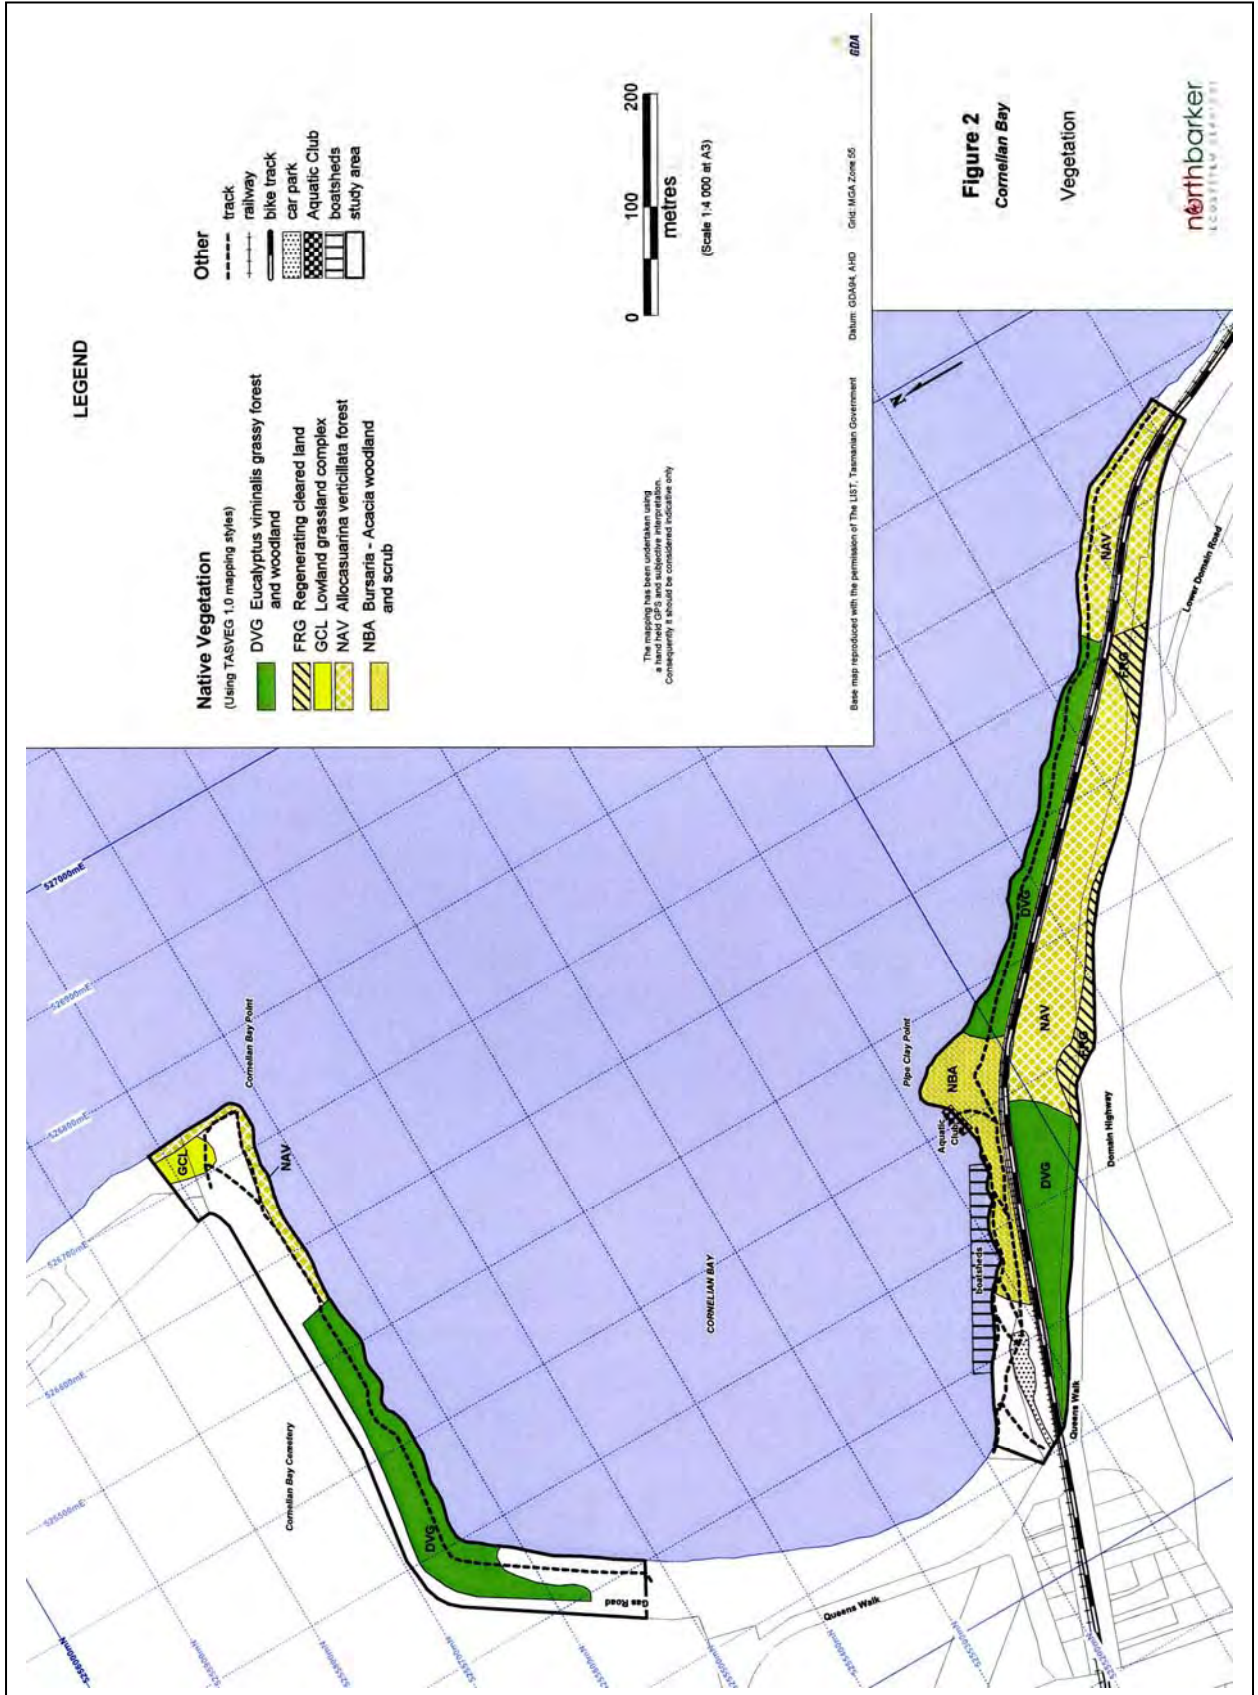 LEGEND
Native Vegetation
(Using TASVEG 1.0 mapping styles)
DVG Eucalyptus viminalis grassy forest
and woodland
FRG Regenerating cleared land
GCL Lowland grassland complex
NAV Allocasuarina verticillata forest
NBA Bursaria - Acacia woodland
and scrub
Other
track
railway
bike track
car park
Aquatic Club
boatsheds
study area
The mapping has been undertaken using
a hand held GPS and subjective interpretation.
Consequently it should be considered indicative only
0 100 200
metres
(Scale 1:4 000 at A3)
Base map reproduced with the permission of The LIST, Tasmanian Government
Datum: GDA94, AHD
Grid: MGA Zone 55
GDA
Figure 2
Cornelian Bay
Vegetation
northbarker
ECOSYSTEM SERVICES
N
527000mE
526900mE
526800mE
526700mE
526600mE
Cornelian Bay Point
GCL
NAV
Cornelian Bay Cemetery
DVG
Gas Road
Queens Walk
CORNELIAN BAY
Pipe Clay Point
NBA
Aquatic
Club
boatsheds
DVG
NAV
DVG
NAV
FRG
FRG
Domain Highway
Lower Domain Road
Queens Walk
5256000mN